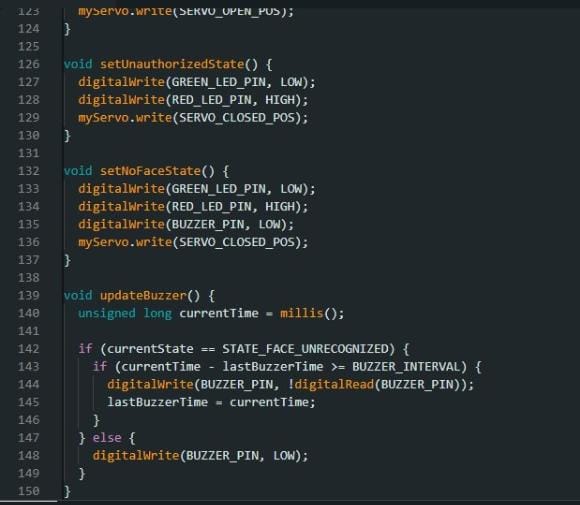 123 myServo.write(SERVO_OPEN_POS);
124 }
125
126 void setUnauthorizedState() {
127 digitalWrite(GREEN_LED_PIN, LOW);
128 digitalWrite(RED_LED_PIN, HIGH);
129 myServo.write(SERVO_CLOSED_POS);
130 }
131
132 void setNoFaceState() {
133 digitalWrite(GREEN_LED_PIN, LOW);
134 digitalWrite(RED_LED_PIN, HIGH);
135 digitalWrite(BUZZER_PIN, LOW);
136 myServo.write(SERVO_CLOSED_POS);
137 }
138
139 void updateBuzzer() {
140 unsigned long currentTime = millis();
141
142 if (currentState == STATE_FACE_UNRECOGNIZED) {
143 if (currentTime - lastBuzzerTime >= BUZZER_INTERVAL) {
144 digitalWrite(BUZZER_PIN, !digitalRead(BUZZER_PIN));
145 lastBuzzerTime = currentTime;
146 }
147 } else {
148 digitalWrite(BUZZER_PIN, LOW);
149 }
150 }